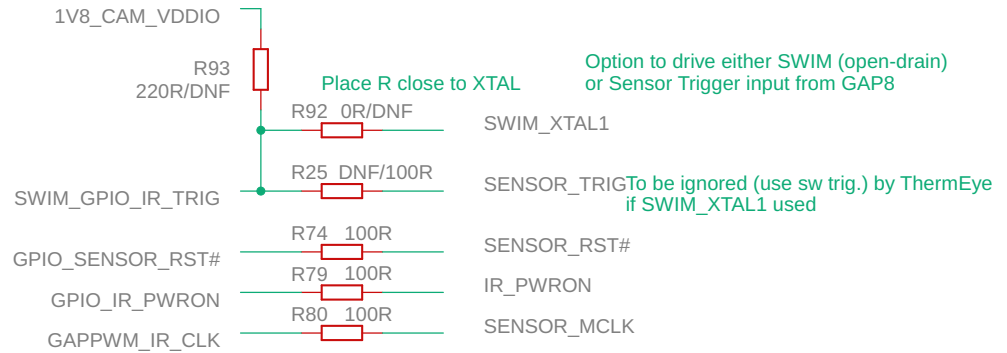 1V8_CAM_VDDIO
R93
220R/DNF
Place R close to XTAL
Option to drive either SWIM (open-drain)
or Sensor Trigger input from GAP8
R92 0R/DNF
SWIM_XTAL1
R25 DNF/100R
SWIM_GPIO_IR_TRIG
SENSOR_TRIG
To be ignored (use sw trig.) by ThermEye
if SWIM_XTAL1 used
R74 100R
GPIO_SENSOR_RST#
SENSOR_RST#
R79 100R
GPIO_IR_PWRON
IR_PWRON
R80 100R
GAPPWM_IR_CLK
SENSOR_MCLK